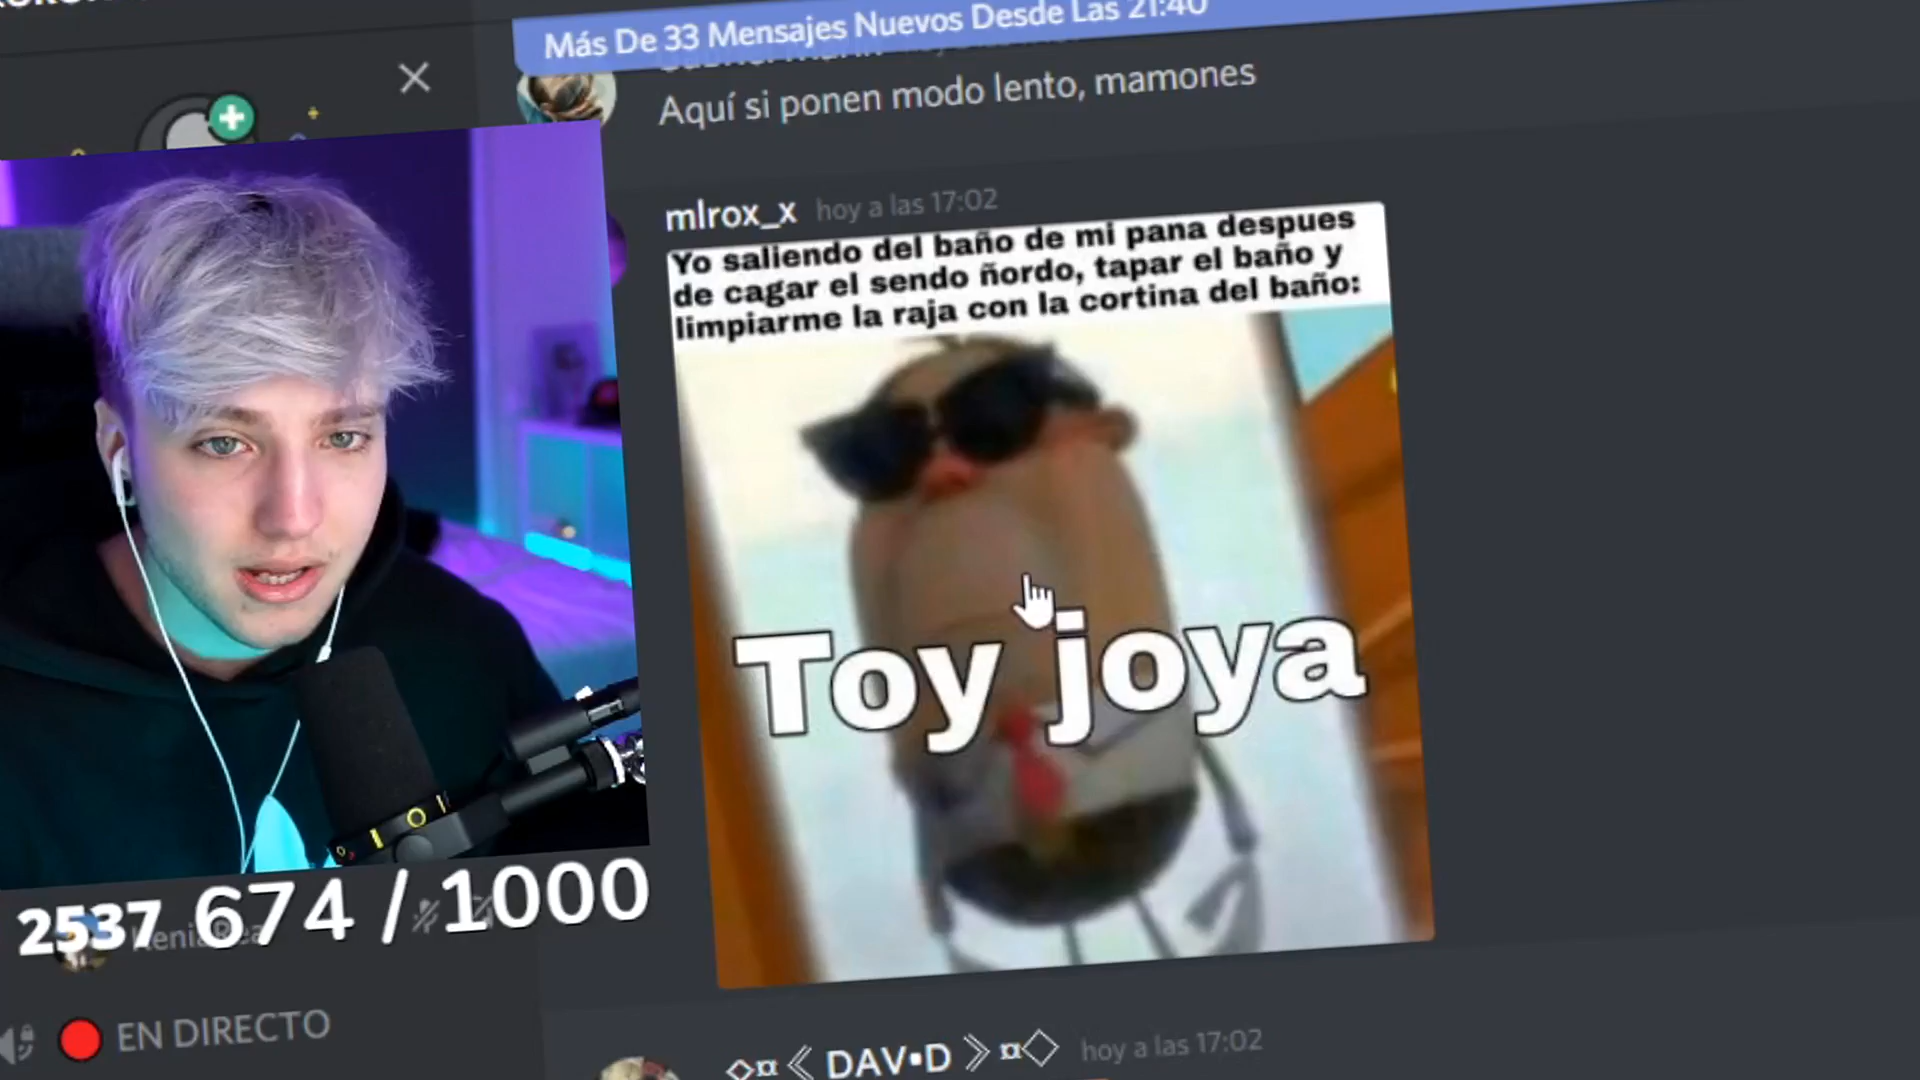 Más De 33 Mensajes Nuevos Desde Las 21:40
Aquí si ponen modo lento, mamones
mlrox_x hoy a las 17:02
Yo saliendo del baño de mi pana despues
de cagar el sendo ñordo, tapar el baño y
limpiarme la raja con la cortina del baño:
Toy joya
2537 674 / 1000
EN DIRECTO
◇¤《 DAV•D 》¤◇ hoy a las 17:02